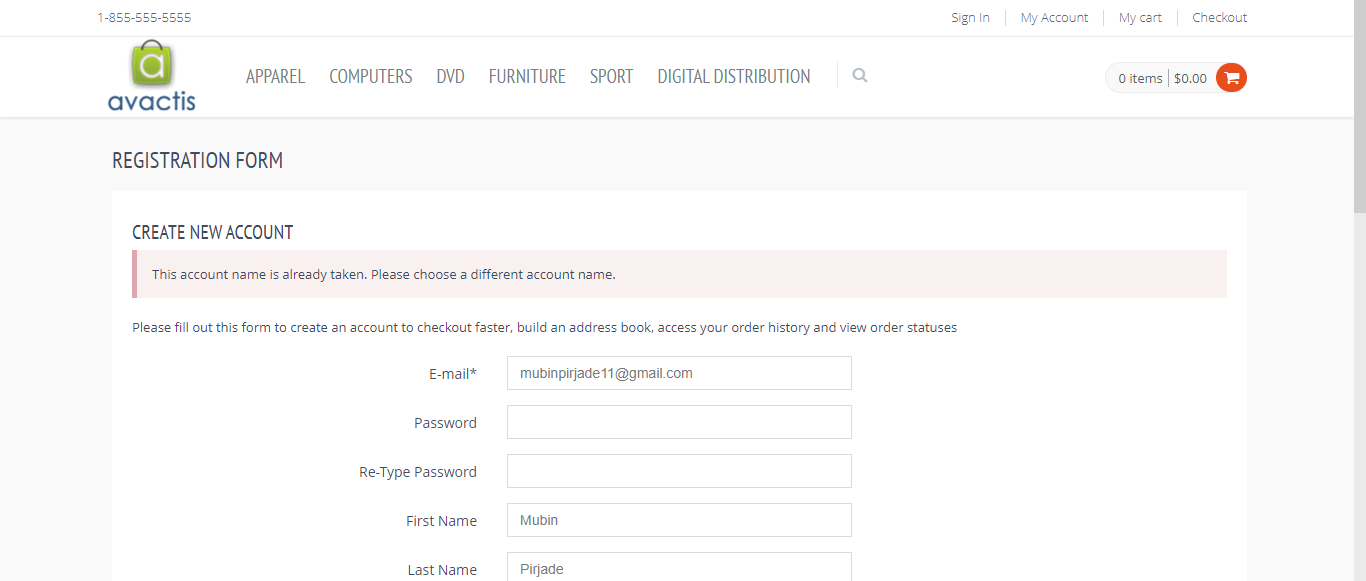 1-855-555-5555 Sign In My Account My cart Checkout
a
avactis
APPAREL COMPUTERS DVD FURNITURE SPORT DIGITAL DISTRIBUTION
0 items $0.00
REGISTRATION FORM
CREATE NEW ACCOUNT
This account name is already taken. Please choose a different account name.
Please fill out this form to create an account to checkout faster, build an address book, access your order history and view order statuses
E-mail* mubinpirjade11@gmail.com
Password
Re-Type Password
First Name Mubin
Last Name Pirjade